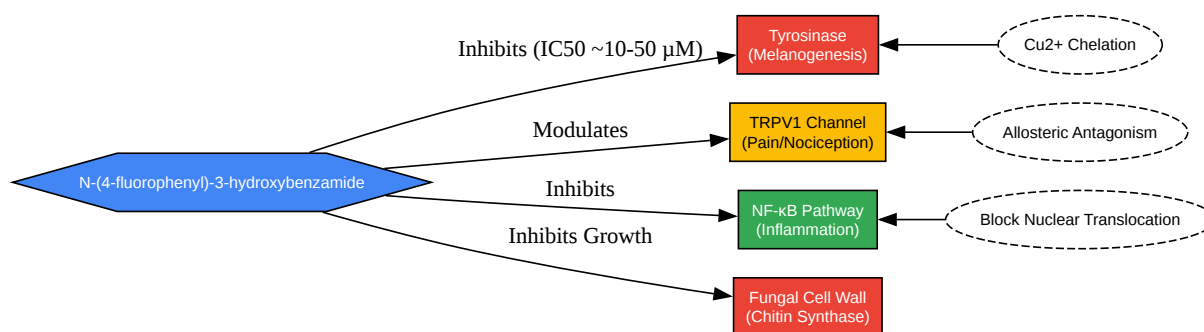 N-(4-fluorophenyl)-3-hydroxybenzamide
Inhibits (IC50 ~10-50 µM)
Tyrosinase
(Melanogenesis)
Cu2+ Chelation
Modulates
TRPV1 Channel
(Pain/Nociception)
Allosteric Antagonism
Inhibits
NF-κB Pathway
(Inflammation)
Block Nuclear Translocation
Inhibits Growth
Fungal Cell Wall
(Chitin Synthase)